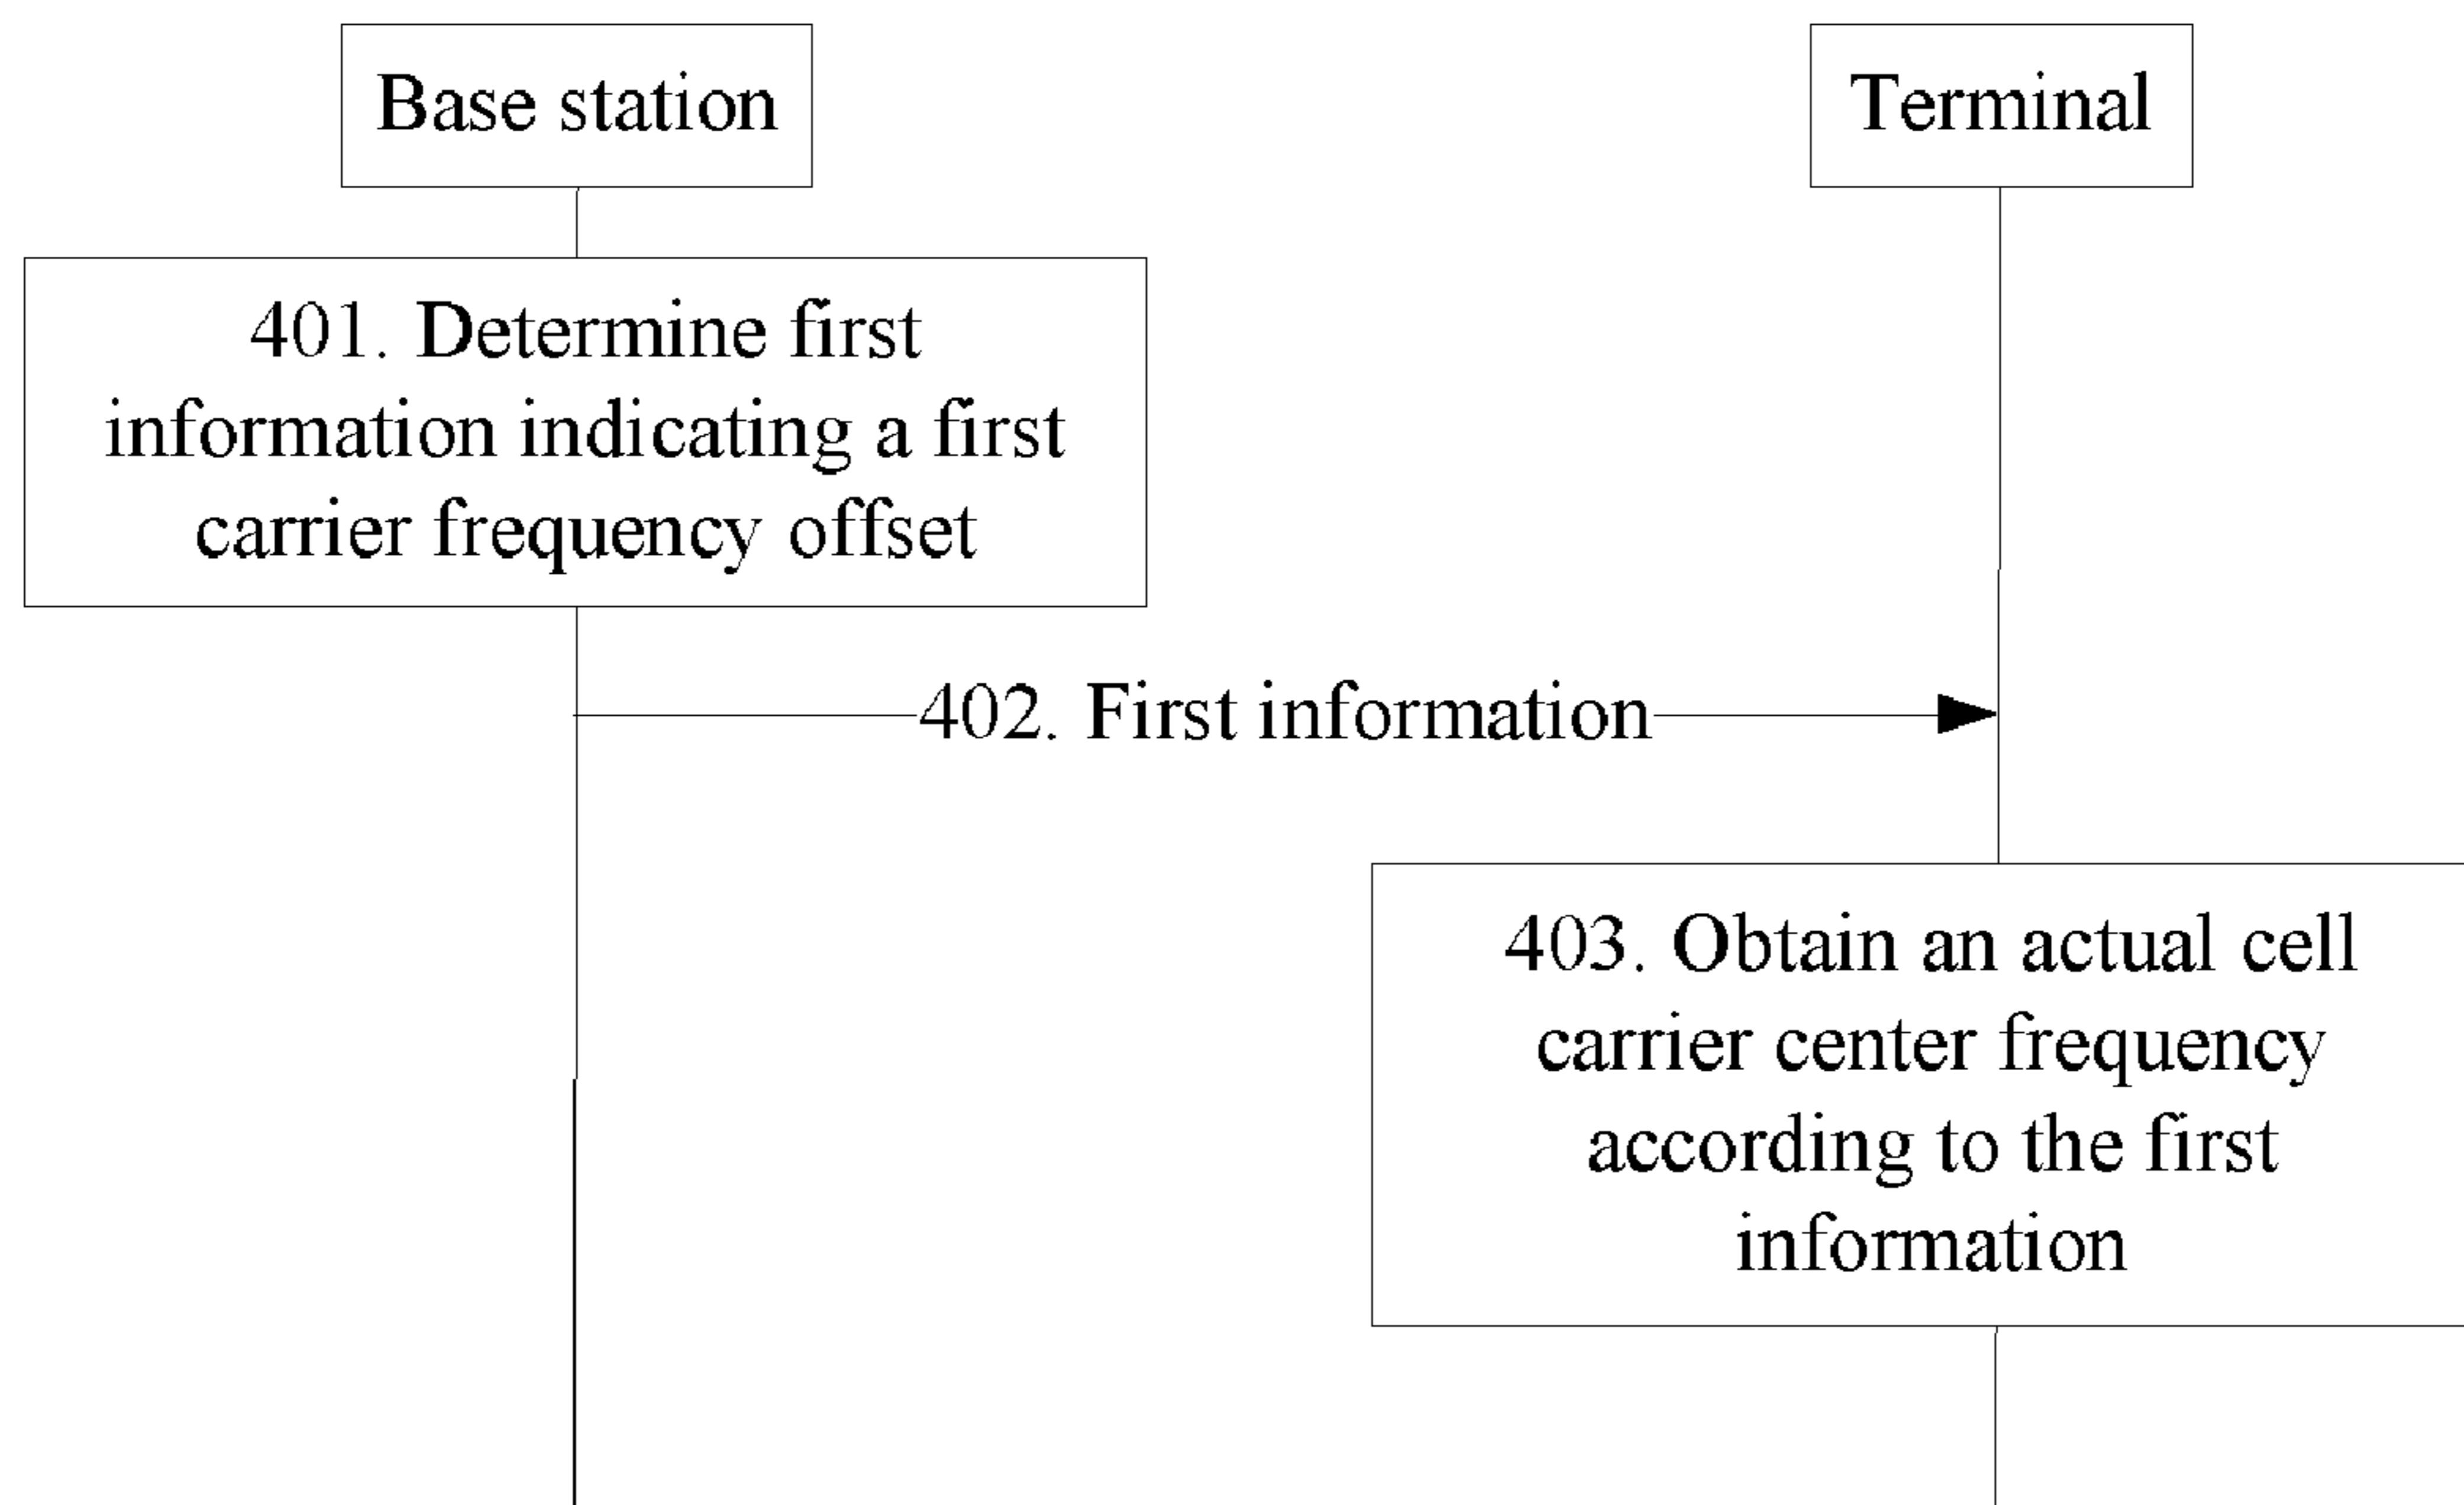 Base station
Terminal
401. Determine first
information indicating a first
carrier frequency offset
402. First information
403. Obtain an actual cell
carrier center frequency
according to the first
information